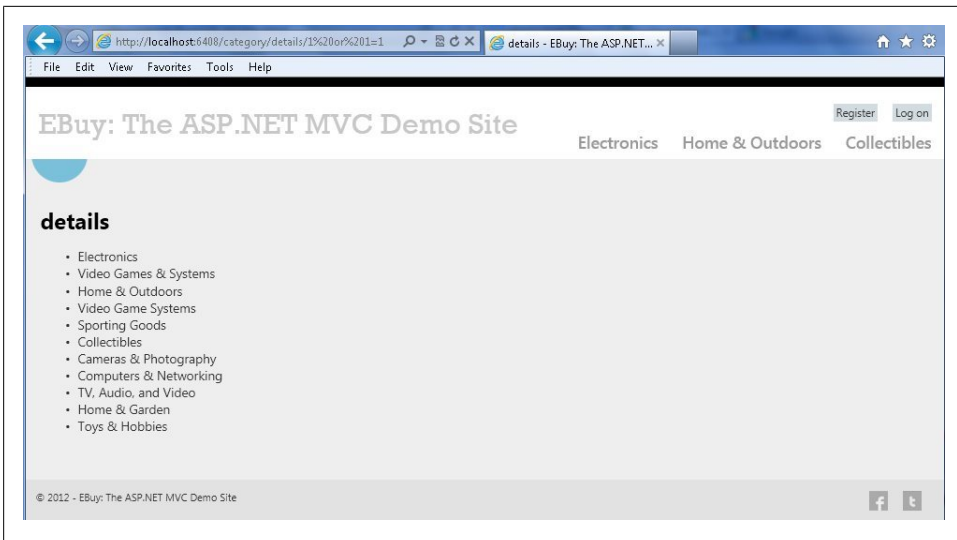 http://localhost:6408/category/details/1%20or%201=1
details - EBuy: The ASP.NET...
File Edit View Favorites Tools Help
EBuy: The ASP.NET MVC Demo Site
Register Log on
Electronics Home & Outdoors Collectibles
details
• Electronics
• Video Games & Systems
• Home & Outdoors
• Video Game Systems
• Sporting Goods
• Collectibles
• Cameras & Photography
• Computers & Networking
• TV, Audio, and Video
• Home & Garden
• Toys & Hobbies
© 2012 - EBuy: The ASP.NET MVC Demo Site
f t